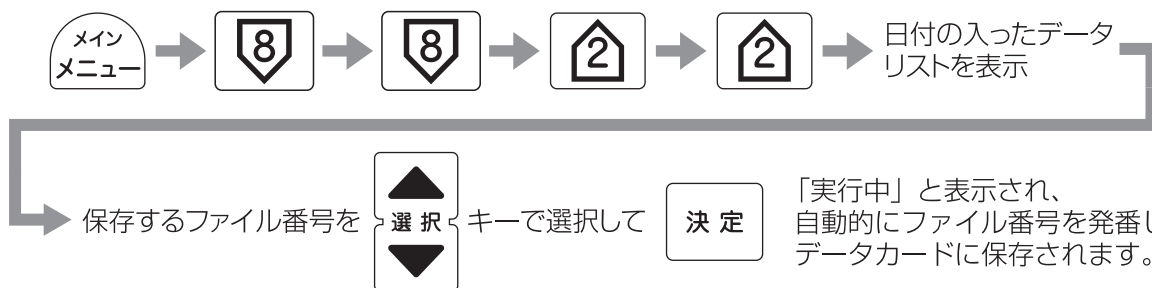 メイン
メニュー
8
8
2
2
日付の入ったデータ
リストを表示
保存するファイル番号を
選択
キーで選択して
決定
「実行中」と表示され、
自動的にファイル番号を発番し
データカードに保存されます。